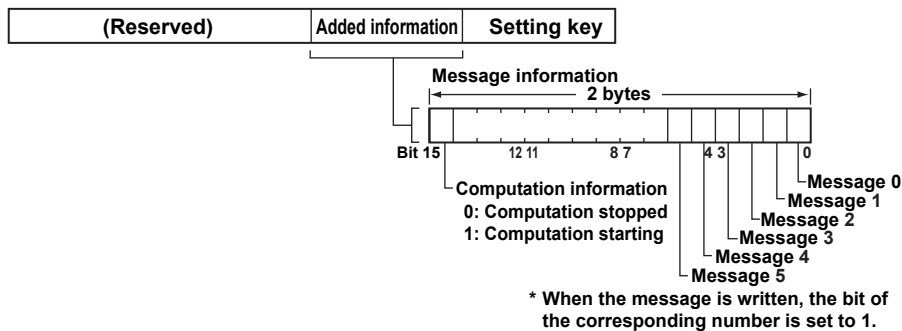 (Reserved) Added information Setting key
Message information
2 bytes
Bit 15 12 11 8 7 4 3 0
Computation information
0: Computation stopped
1: Computation starting
Message 0
Message 1
Message 2
Message 3
Message 4
Message 5
* When the message is written, the bit of
the corresponding number is set to 1.